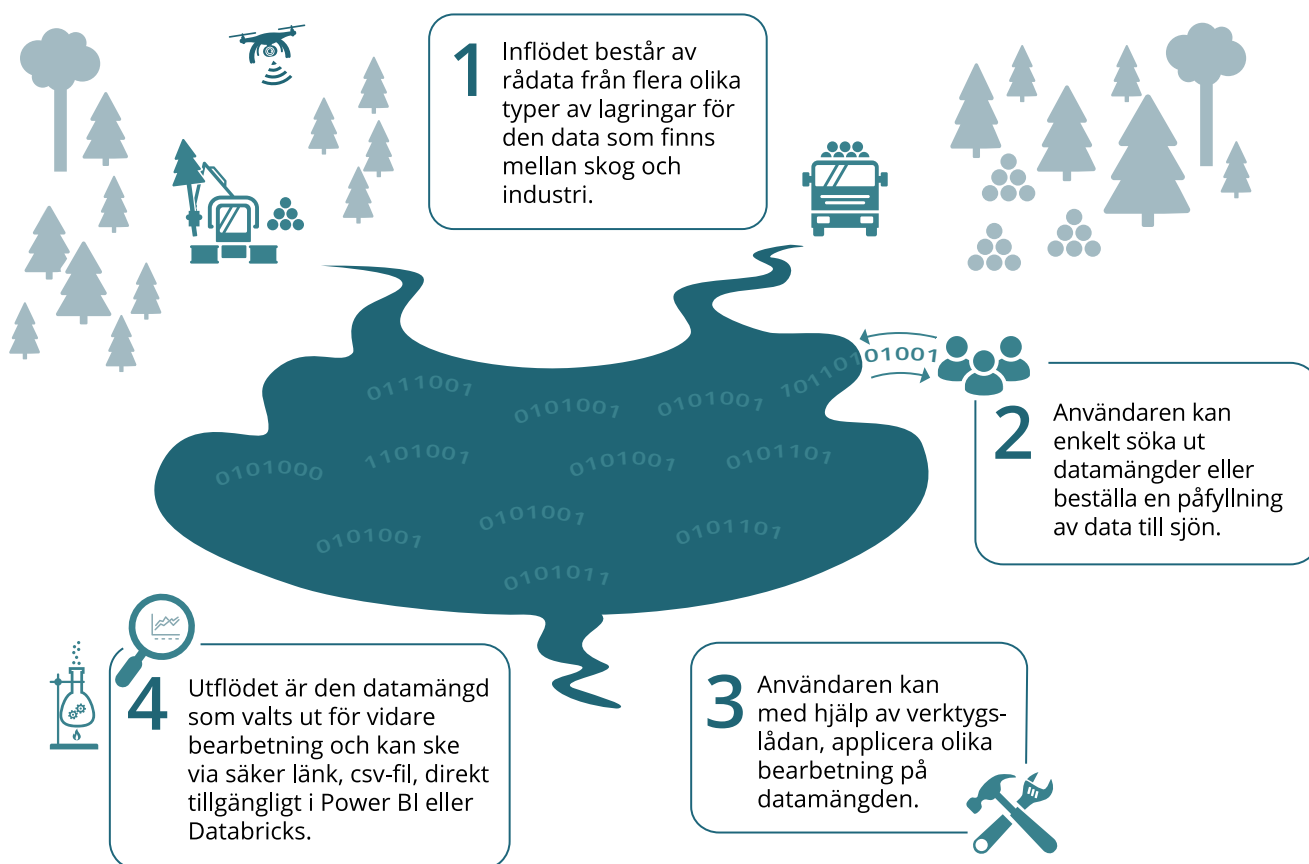 1
Inflödet består av
rådata från flera olika
typer av lagringar för
den data som finns
mellan skog och
industri.
101101
01001
0111001
0101001
0101001
0101000
1101001
0101001
0101101
0101001
0101001
0101101
0101011
2
Användaren kan
enkelt söka ut
datamängder eller
beställa en påfyllning
av data till sjön.
3
Användaren kan
med hjälp av verktygs-
lådan, applicera olika
bearbetning på
datamängden.
4
Utflödet är den datamängd
som valts ut för vidare
bearbetning och kan ske
via säker länk, csv-fil, direkt
tillgängligt i Power BI eller
Databricks.